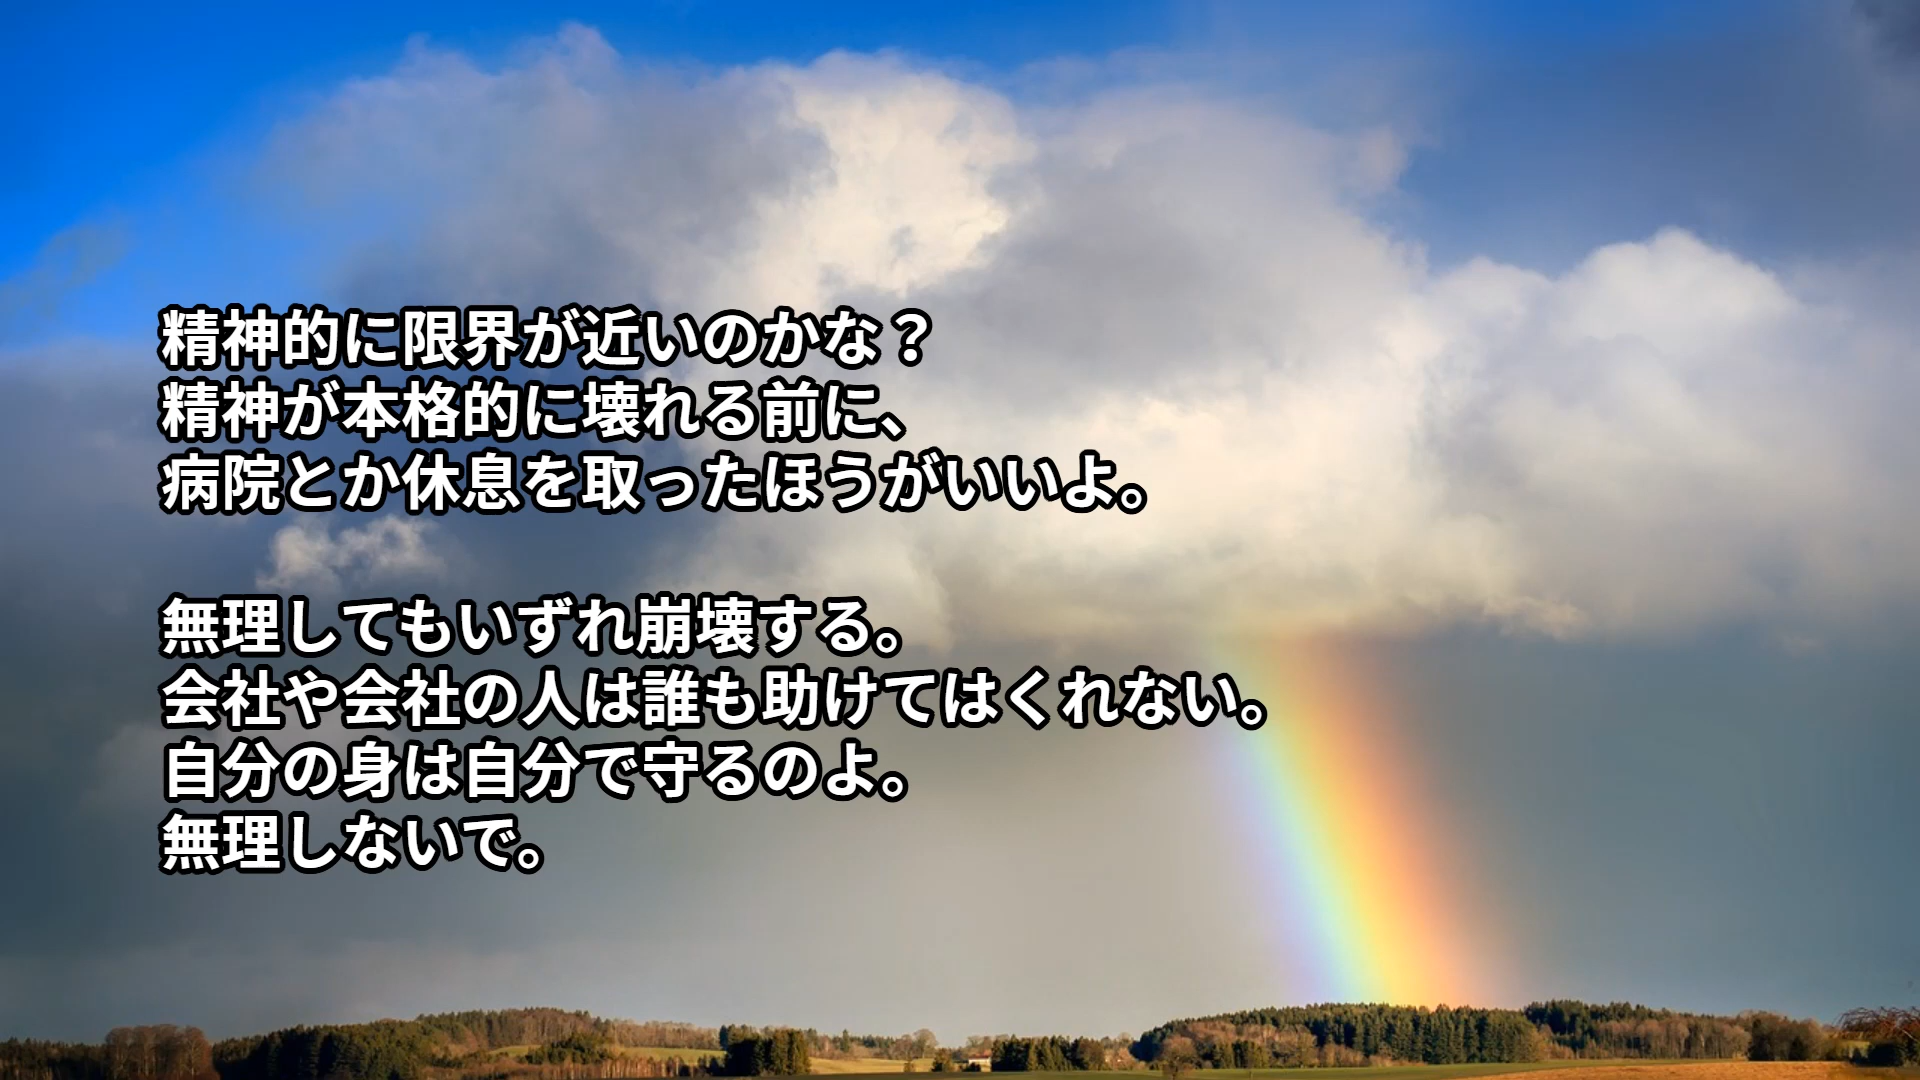 精神的に限界が近いのかな？
精神が本格的に壊れる前に、
病院とか休息を取ったほうがいいよ。
無理してもいずれ崩壊する。
会社や会社の人は誰も助けてはくれない。
自分の身は自分で守るのよ。
無理しないで。